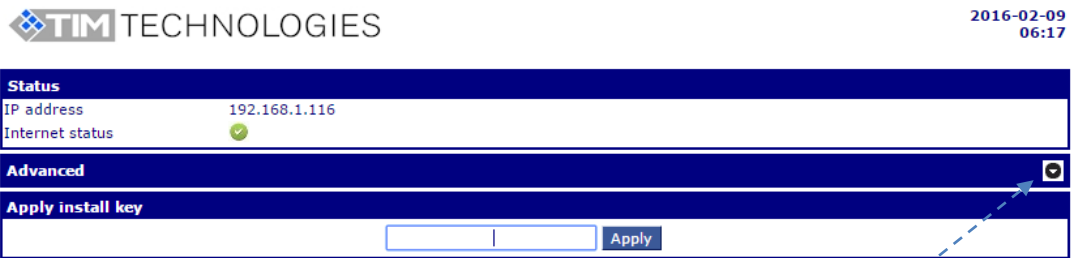 TIM TECHNOLOGIES
2016-02-09
06:17
Status
IP address 192.168.1.116
Internet status
Advanced
Apply install key
Apply